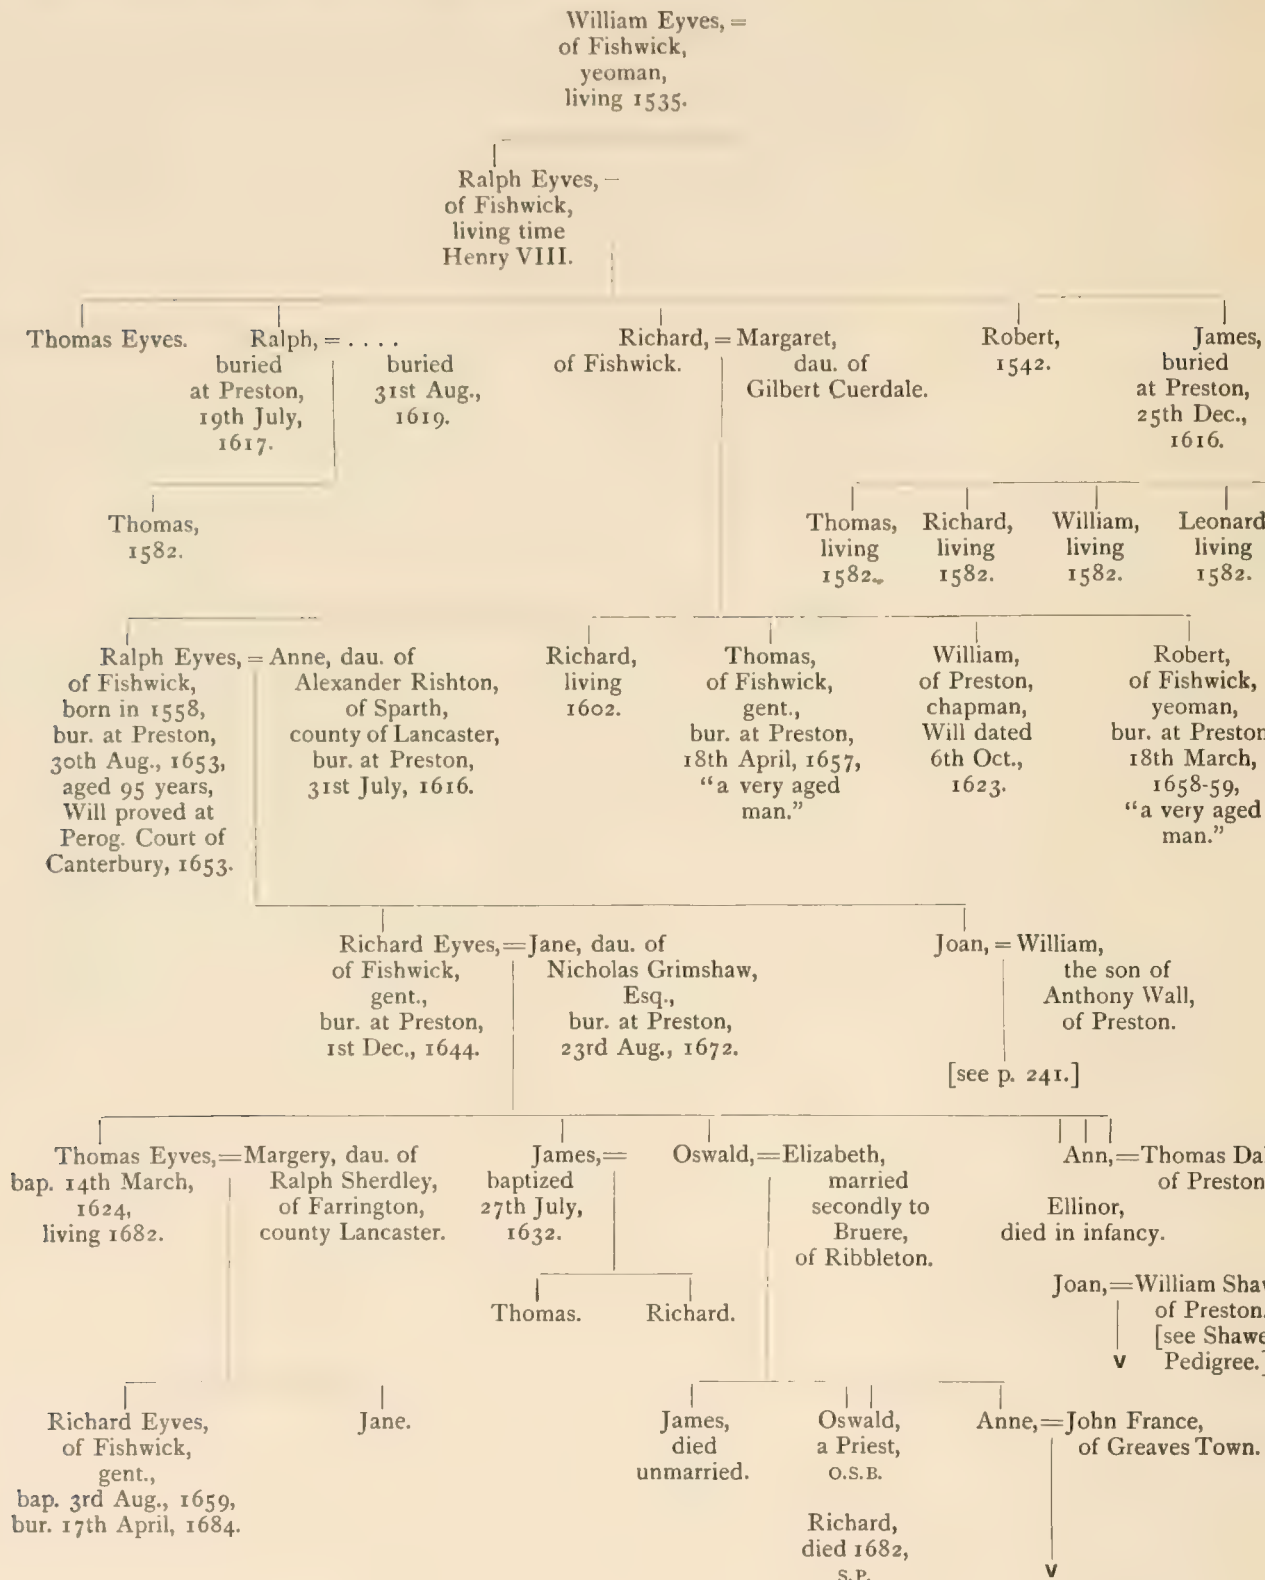 William Eyves, =
of Fishwick,
yeoman,
living 1535.
Ralph Eyves, –
of Fishwick,
living time
Henry VIII.
Thomas Eyves.
Ralph, = . . . .
buried
at Preston,
19th July,
1617.
buried
31st Aug.,
1619.
Richard, = Margaret,
of Fishwick.
dau. of
Gilbert Cuerdale.
Robert,
1542.
James,
buried
at Preston,
25th Dec.,
1616.
Thomas,
1582.
Thomas,
living
1582.
Richard,
living
1582.
William,
living
1582.
Leonard
living
1582.
Ralph Eyves, = Anne, dau. of
of Fishwick,
born in 1558,
bur. at Preston,
30th Aug., 1653,
aged 95 years,
Will proved at
Perog. Court of
Canterbury, 1653.
Alexander Rishton,
of Sparth,
county of Lancaster,
bur. at Preston,
31st July, 1616.
Richard,
living
1602.
Thomas,
of Fishwick,
gent.,
bur. at Preston,
18th April, 1657,
“a very aged
man.”
William,
of Preston,
chapman,
Will dated
6th Oct.,
1623.
Robert,
of Fishwick,
yeoman,
bur. at Preston
18th March,
1658-59,
“a very aged
man.”
Richard Eyves,=Jane, dau. of
of Fishwick,
gent.,
bur. at Preston,
1st Dec., 1644.
Nicholas Grimshaw,
Esq.,
bur. at Preston,
23rd Aug., 1672.
Joan, = William,
the son of
Anthony Wall,
of Preston.
[see p. 241.]
Thomas Eyves,=Margery, dau. of
bap. 14th March,
1624,
living 1682.
Ralph Sherdley,
of Farrington,
county Lancaster.
James,=
baptized
27th July,
1632.
Oswald,=Elizabeth,
married
secondly to
Bruere,
of Ribbleton.
Ann,=Thomas
of Preston
Ellinor,
died in infancy.
Thomas.
Richard.
Joan,=William
of Preston.
[see Shawe
Pedigree.]
v
Richard Eyves,
of Fishwick,
gent.,
bap. 3rd Aug., 1659,
bur. 17th April, 1684.
Jane.
James,
died
unmarried.
Oswald,
a Priest,
O.S.B.
Anne,=John France,
of Greaves Town.
Richard,
died 1682,
S.P.
v